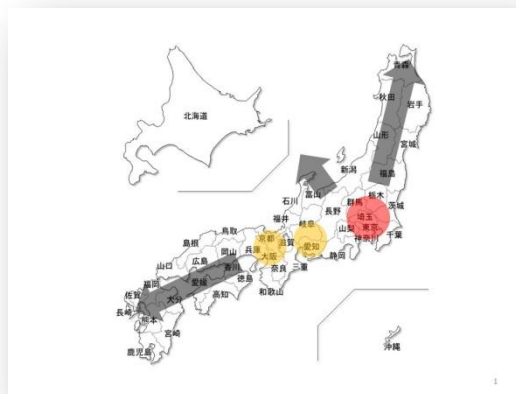 青森
秋田
岩手
北海道
山形
宮城
新潟
福島
石川
富山
群馬
栃木
茨城
長野
埼玉
福井
岐阜
山梨
東京
千葉
神奈川
鳥取
京都
滋賀
愛知
静岡
島根
兵庫
大阪
岡山
三重
奈良
広島
香川
山口
和歌山
徳島
愛媛
高知
福岡
佐賀
大分
長崎
熊本
宮崎
鹿児島
沖縄
1